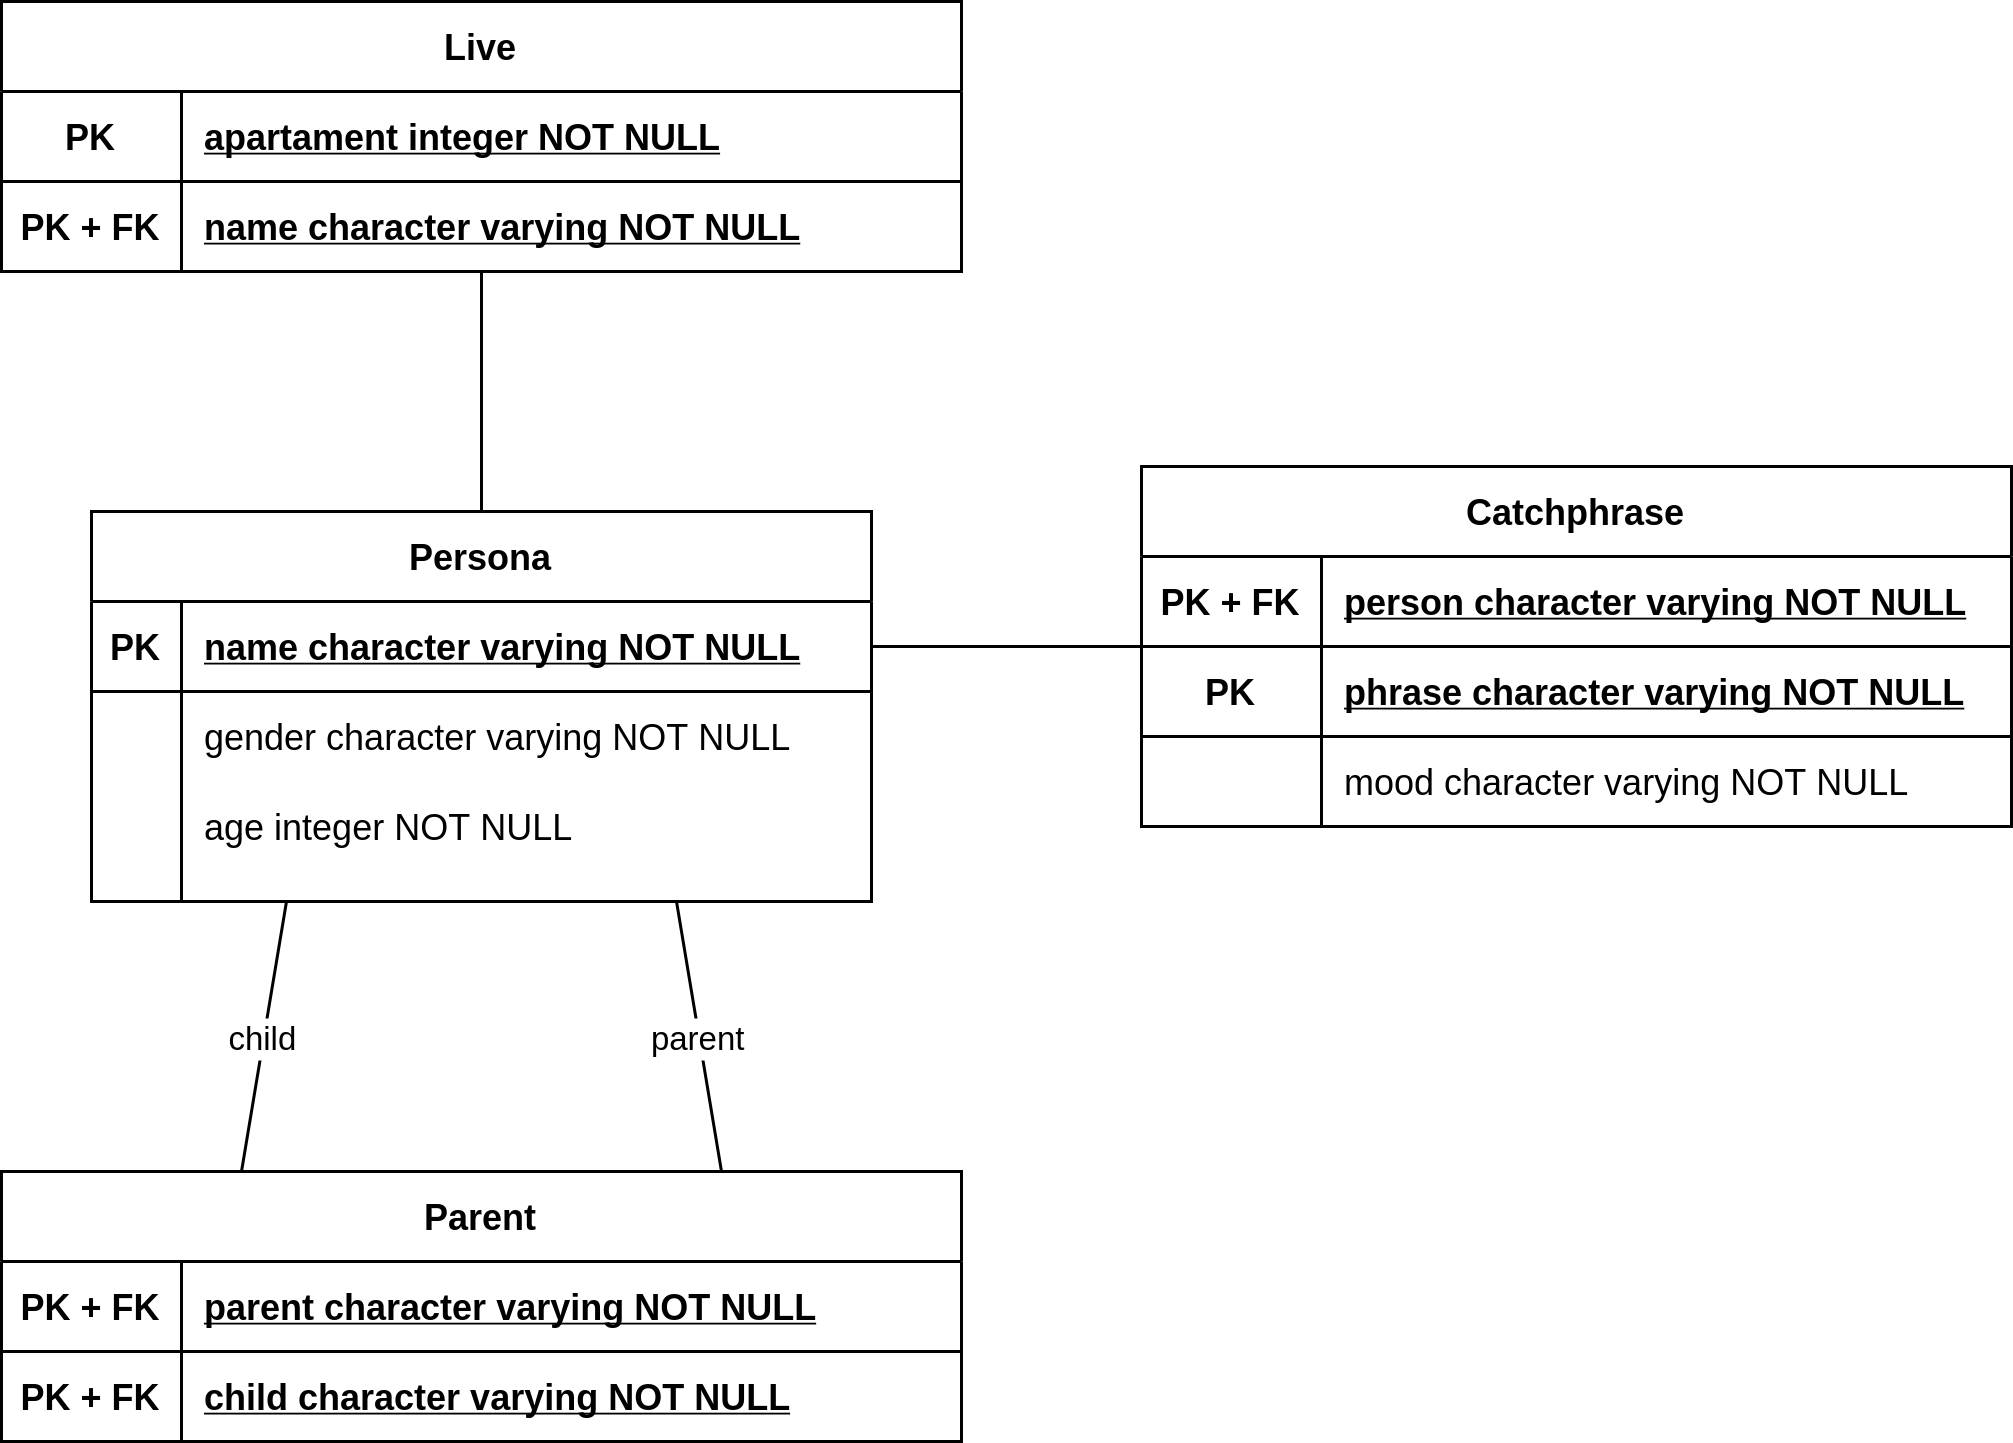 Live
PK apartament integer NOT NULL
PK + FK name character varying NOT NULL
Persona
PK name character varying NOT NULL
gender character varying NOT NULL
age integer NOT NULL
Catchphrase
PK + FK person character varying NOT NULL
PK phrase character varying NOT NULL
mood character varying NOT NULL
child
parent
Parent
PK + FK parent character varying NOT NULL
PK + FK child character varying NOT NULL